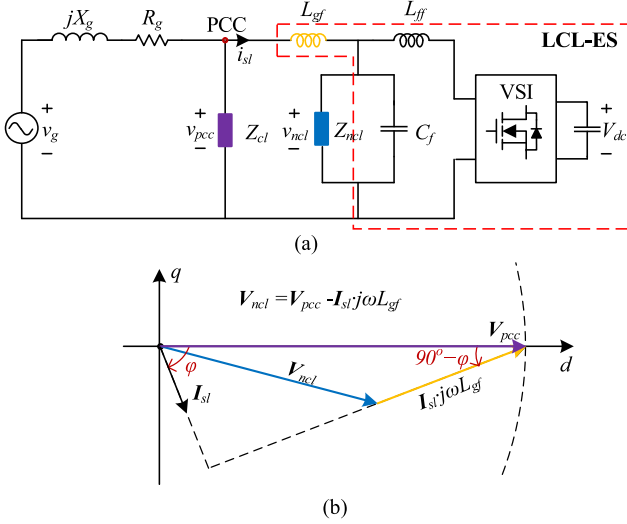 jX_g R_g PCC L_gf L_ff
i_sl
LCL-ES
VSI
+ + + +
v_g v_pcc Z_cl v_ncl Z_ncl C_f V_dc
− − − −
(a)
q
V_ncl =V_pcc -I_sl·jωL_gf
V_pcc
φ V_ncl 90°−φ d
I_sl I_sl·jωL_gf
(b)